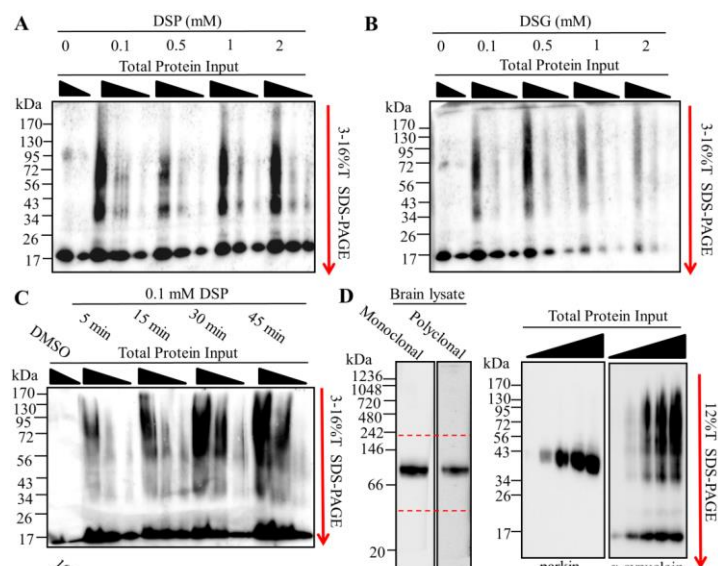 A
DSP (mM)
0 0.1 0.5 1 2
Total Protein Input
kDa
170
130
95
72
56
43
34
26
17
3-16%T SDS-PAGE
B
DSG (mM)
0 0.1 0.5 1 2
Total Protein Input
kDa
170
130
95
72
56
43
34
26
17
3-16%T SDS-PAGE
C
0.1 mM DSP
DMSO 5 min 15 min 30 min 45 min
Total Protein Input
kDa
170
130
95
72
56
43
34
26
17
3-16%T SDS-PAGE
D
Brain lysate
Monoclonal Polyclonal
kDa
1236
1048
720
480
242
146
66
20
Total Protein Input
kDa
170
130
95
72
56
43
34
26
17
12%T SDS-PAGE
parkin